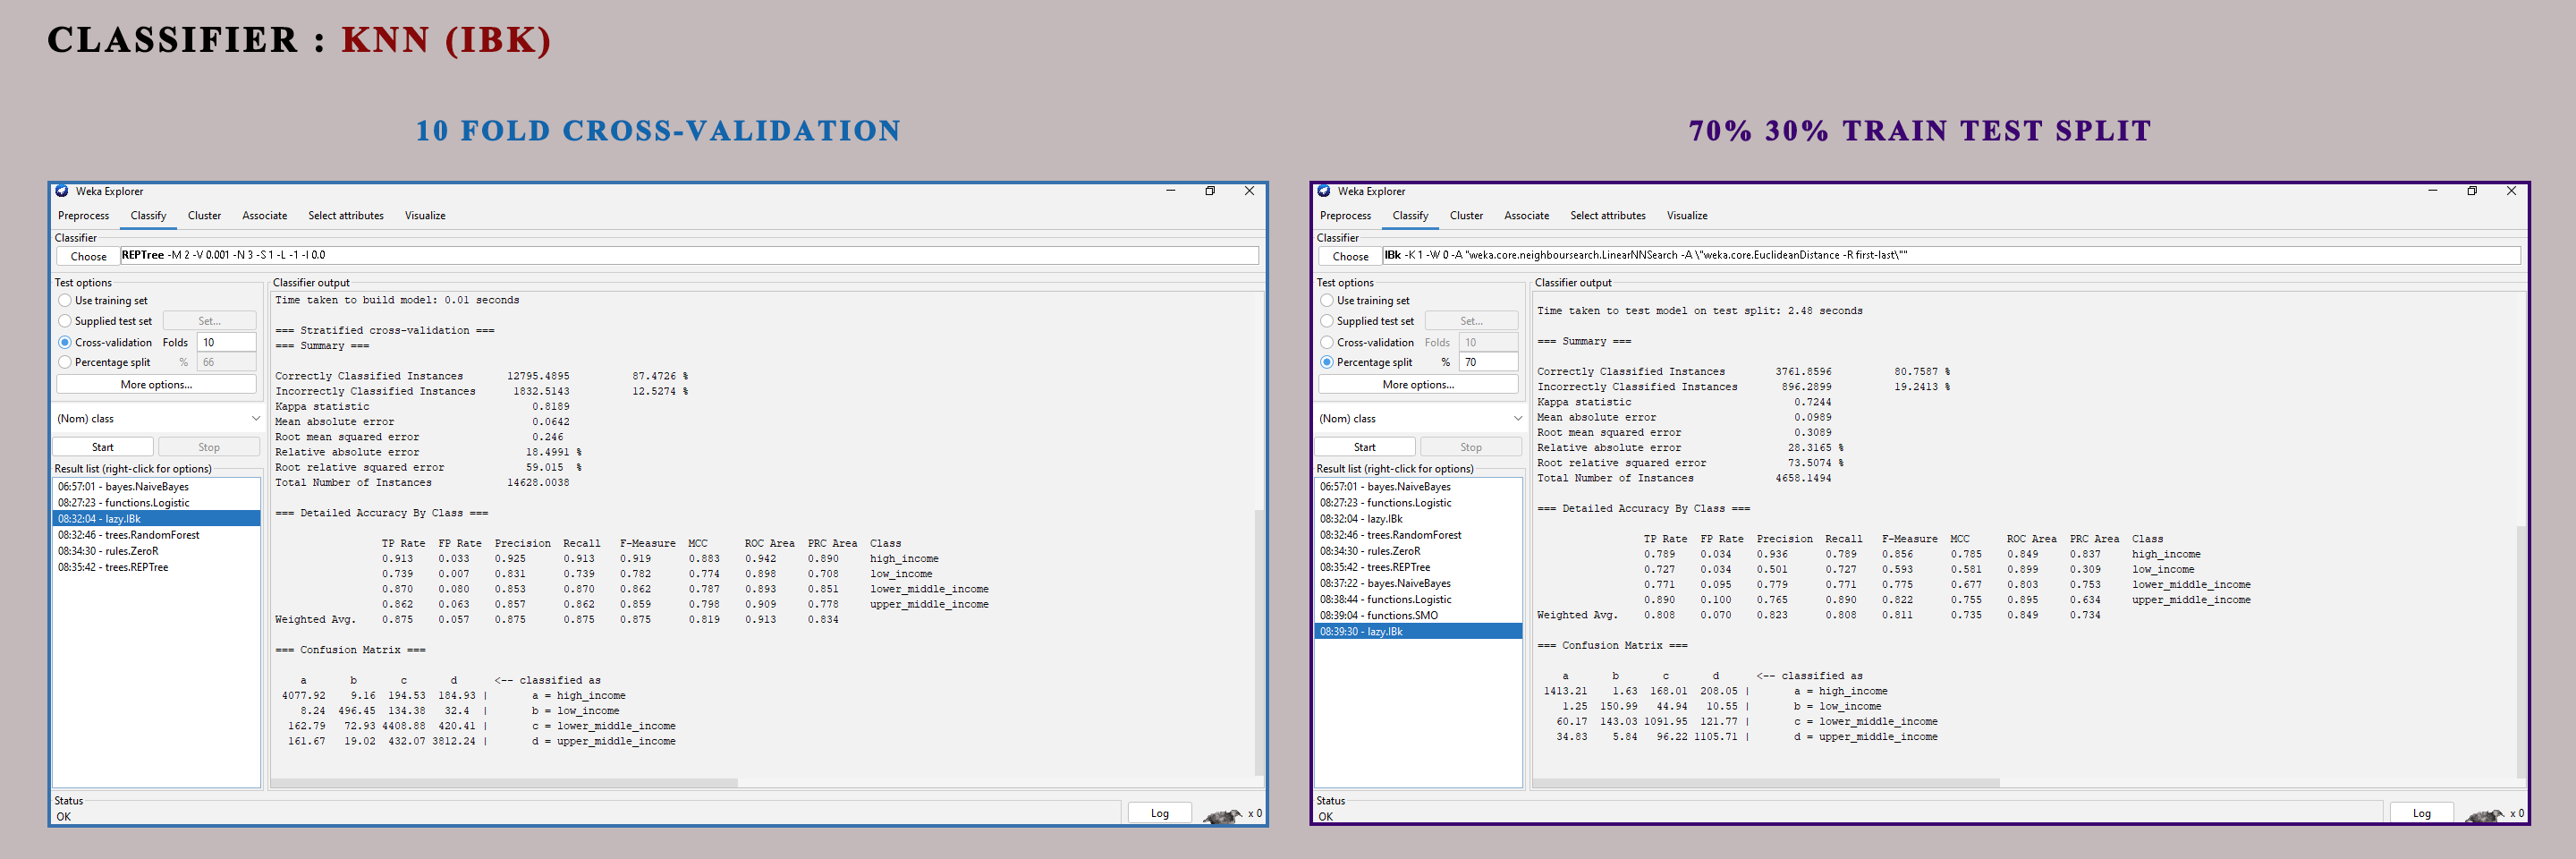 CLASSIFIER : KNN (IBK)
10 FOLD CROSS-VALIDATION
Weka Explorer
Preprocess Classify Cluster Associate Select attributes Visualize
Classifier
Choose REPTree -M 2 -V 0.001 -N 3 -S 1 -L -1 -I 0.0
Test options
Use training set
Supplied test set Set...
Cross-validation Folds 10
Percentage split % 66
More options...
(Nom) class
Start Stop
Result list (right-click for options)
06:57:01 - bayes.NaiveBayes
08:27:23 - functions.Logistic
08:32:04 - lazy.IBk
08:32:46 - trees.RandomForest
08:34:30 - rules.ZeroR
08:35:42 - trees.REPTree
Classifier output
Time taken to build model: 0.01 seconds
=== Stratified cross-validation ===
=== Summary ===
Correctly Classified Instances 12795.4895 87.4726 %
Incorrectly Classified Instances 1832.5143 12.5274 %
Kappa statistic 0.8189
Mean absolute error 0.0642
Root mean squared error 0.246
Relative absolute error 18.4991 %
Root relative squared error 59.015 %
Total Number of Instances 14628.0038
=== Detailed Accuracy By Class ===
TP Rate FP Rate Precision Recall F-Measure MCC ROC Area PRC Area Class
0.913 0.033 0.925 0.913 0.919 0.883 0.942 0.890 high_income
0.739 0.007 0.831 0.739 0.782 0.774 0.898 0.708 low_income
0.870 0.080 0.853 0.870 0.862 0.787 0.893 0.851 lower_middle_income
0.862 0.063 0.857 0.862 0.859 0.798 0.909 0.778 upper_middle_income
Weighted Avg. 0.875 0.057 0.875 0.875 0.875 0.819 0.913 0.834
=== Confusion Matrix ===
a b c d <-- classified as
4077.92 9.16 194.53 184.93 | a = high_income
8.24 496.45 134.38 32.4 | b = low_income
162.79 72.93 4408.88 420.41 | c = lower_middle_income
161.67 19.02 432.07 3812.24 | d = upper_middle_income
Status
OK
Log x 0
70% 30% TRAIN TEST SPLIT
Weka Explorer
Preprocess Classify Cluster Associate Select attributes Visualize
Classifier
Choose IBk -K 1 -W 0 -A "weka.core.neighboursearch.LinearNNSearch -A \"weka.core.EuclideanDistance -R first-last\""
Test options
Use training set
Supplied test set Set...
Cross-validation Folds 10
Percentage split % 70
More options...
(Nom) class
Start Stop
Result list (right-click for options)
06:57:01 - bayes.NaiveBayes
08:27:23 - functions.Logistic
08:32:04 - lazy.IBk
08:32:46 - trees.RandomForest
08:34:30 - rules.ZeroR
08:35:42 - trees.REPTree
08:37:22 - bayes.NaiveBayes
08:38:44 - functions.Logistic
08:39:04 - functions.SMO
08:39:30 - lazy.IBk
Classifier output
Time taken to test model on test split: 2.48 seconds
=== Summary ===
Correctly Classified Instances 3761.8596 80.7587 %
Incorrectly Classified Instances 896.2899 19.2413 %
Kappa statistic 0.7244
Mean absolute error 0.0989
Root mean squared error 0.3089
Relative absolute error 28.3165 %
Root relative squared error 73.5074 %
Total Number of Instances 4658.1494
=== Detailed Accuracy By Class ===
TP Rate FP Rate Precision Recall F-Measure MCC ROC Area PRC Area Class
0.789 0.034 0.936 0.789 0.856 0.785 0.849 0.837 high_income
0.727 0.034 0.501 0.727 0.593 0.581 0.899 0.309 low_income
0.771 0.095 0.779 0.771 0.775 0.677 0.803 0.753 lower_middle_income
0.890 0.100 0.765 0.890 0.822 0.755 0.895 0.634 upper_middle_income
Weighted Avg. 0.808 0.070 0.823 0.808 0.811 0.735 0.849 0.734
=== Confusion Matrix ===
a b c d <-- classified as
1413.21 1.63 168.01 208.05 | a = high_income
1.25 150.99 44.94 10.55 | b = low_income
60.17 143.03 1091.95 121.77 | c = lower_middle_income
34.83 5.84 96.22 1105.71 | d = upper_middle_income
Status
OK
Log x 0